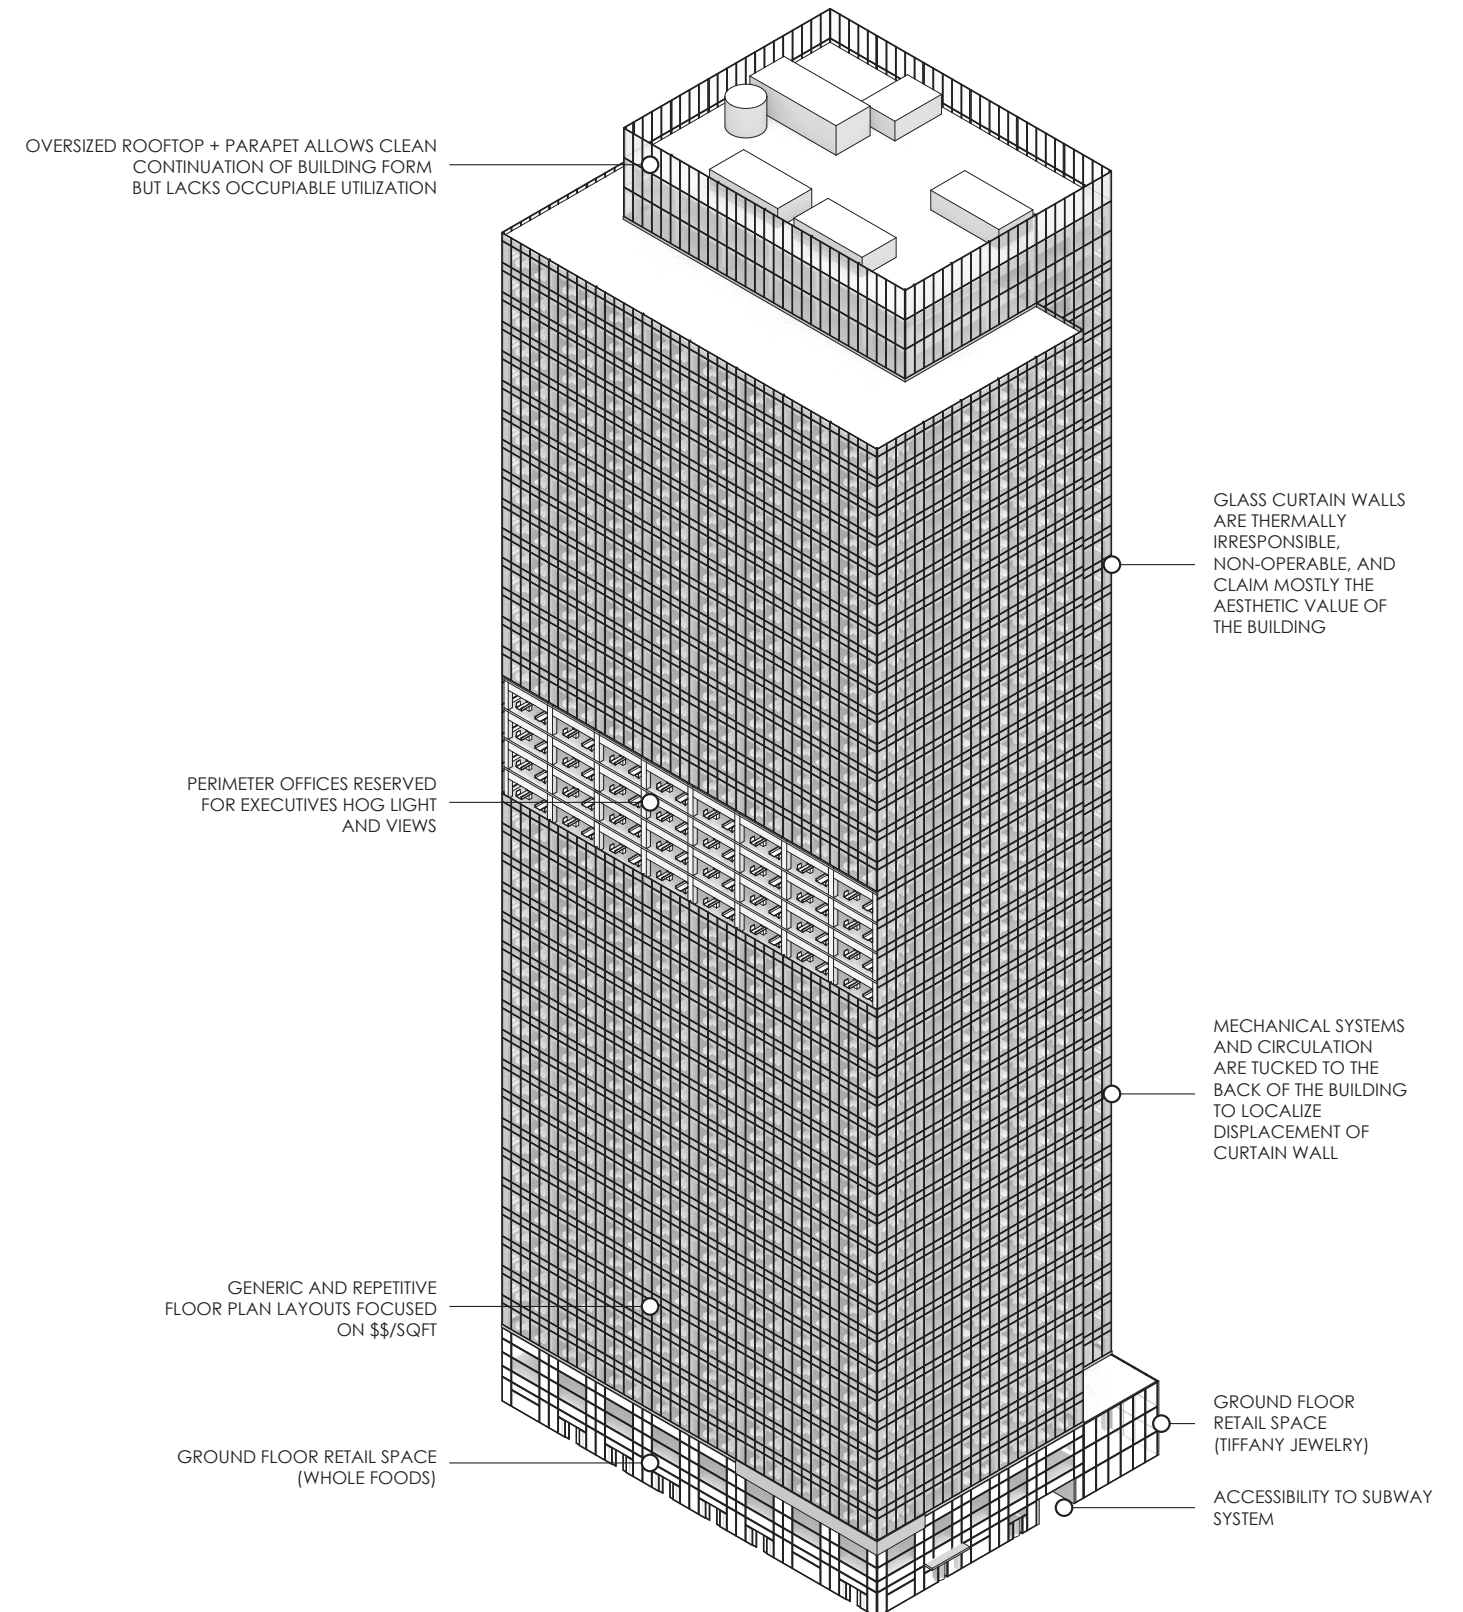 OVERSIZED ROOFTOP + PARAPET ALLOWS CLEAN
CONTINUATION OF BUILDING FORM
BUT LACKS OCCUPIABLE UTILIZATION
GLASS CURTAIN WALLS
ARE THERMALLY
IRRESPONSIBLE,
NON-OPERABLE, AND
CLAIM MOSTLY THE
AESTHETIC VALUE OF
THE BUILDING
PERIMETER OFFICES RESERVED
FOR EXECUTIVES HOG LIGHT
AND VIEWS
MECHANICAL SYSTEMS
AND CIRCULATION
ARE TUCKED TO THE
BACK OF THE BUILDING
TO LOCALIZE
DISPLACEMENT OF
CURTAIN WALL
GENERIC AND REPETITIVE
FLOOR PLAN LAYOUTS FOCUSED
ON $$/SQFT
GROUND FLOOR
RETAIL SPACE
(TIFFANY JEWELRY)
GROUND FLOOR RETAIL SPACE
(WHOLE FOODS)
ACCESSIBILITY TO SUBWAY
SYSTEM